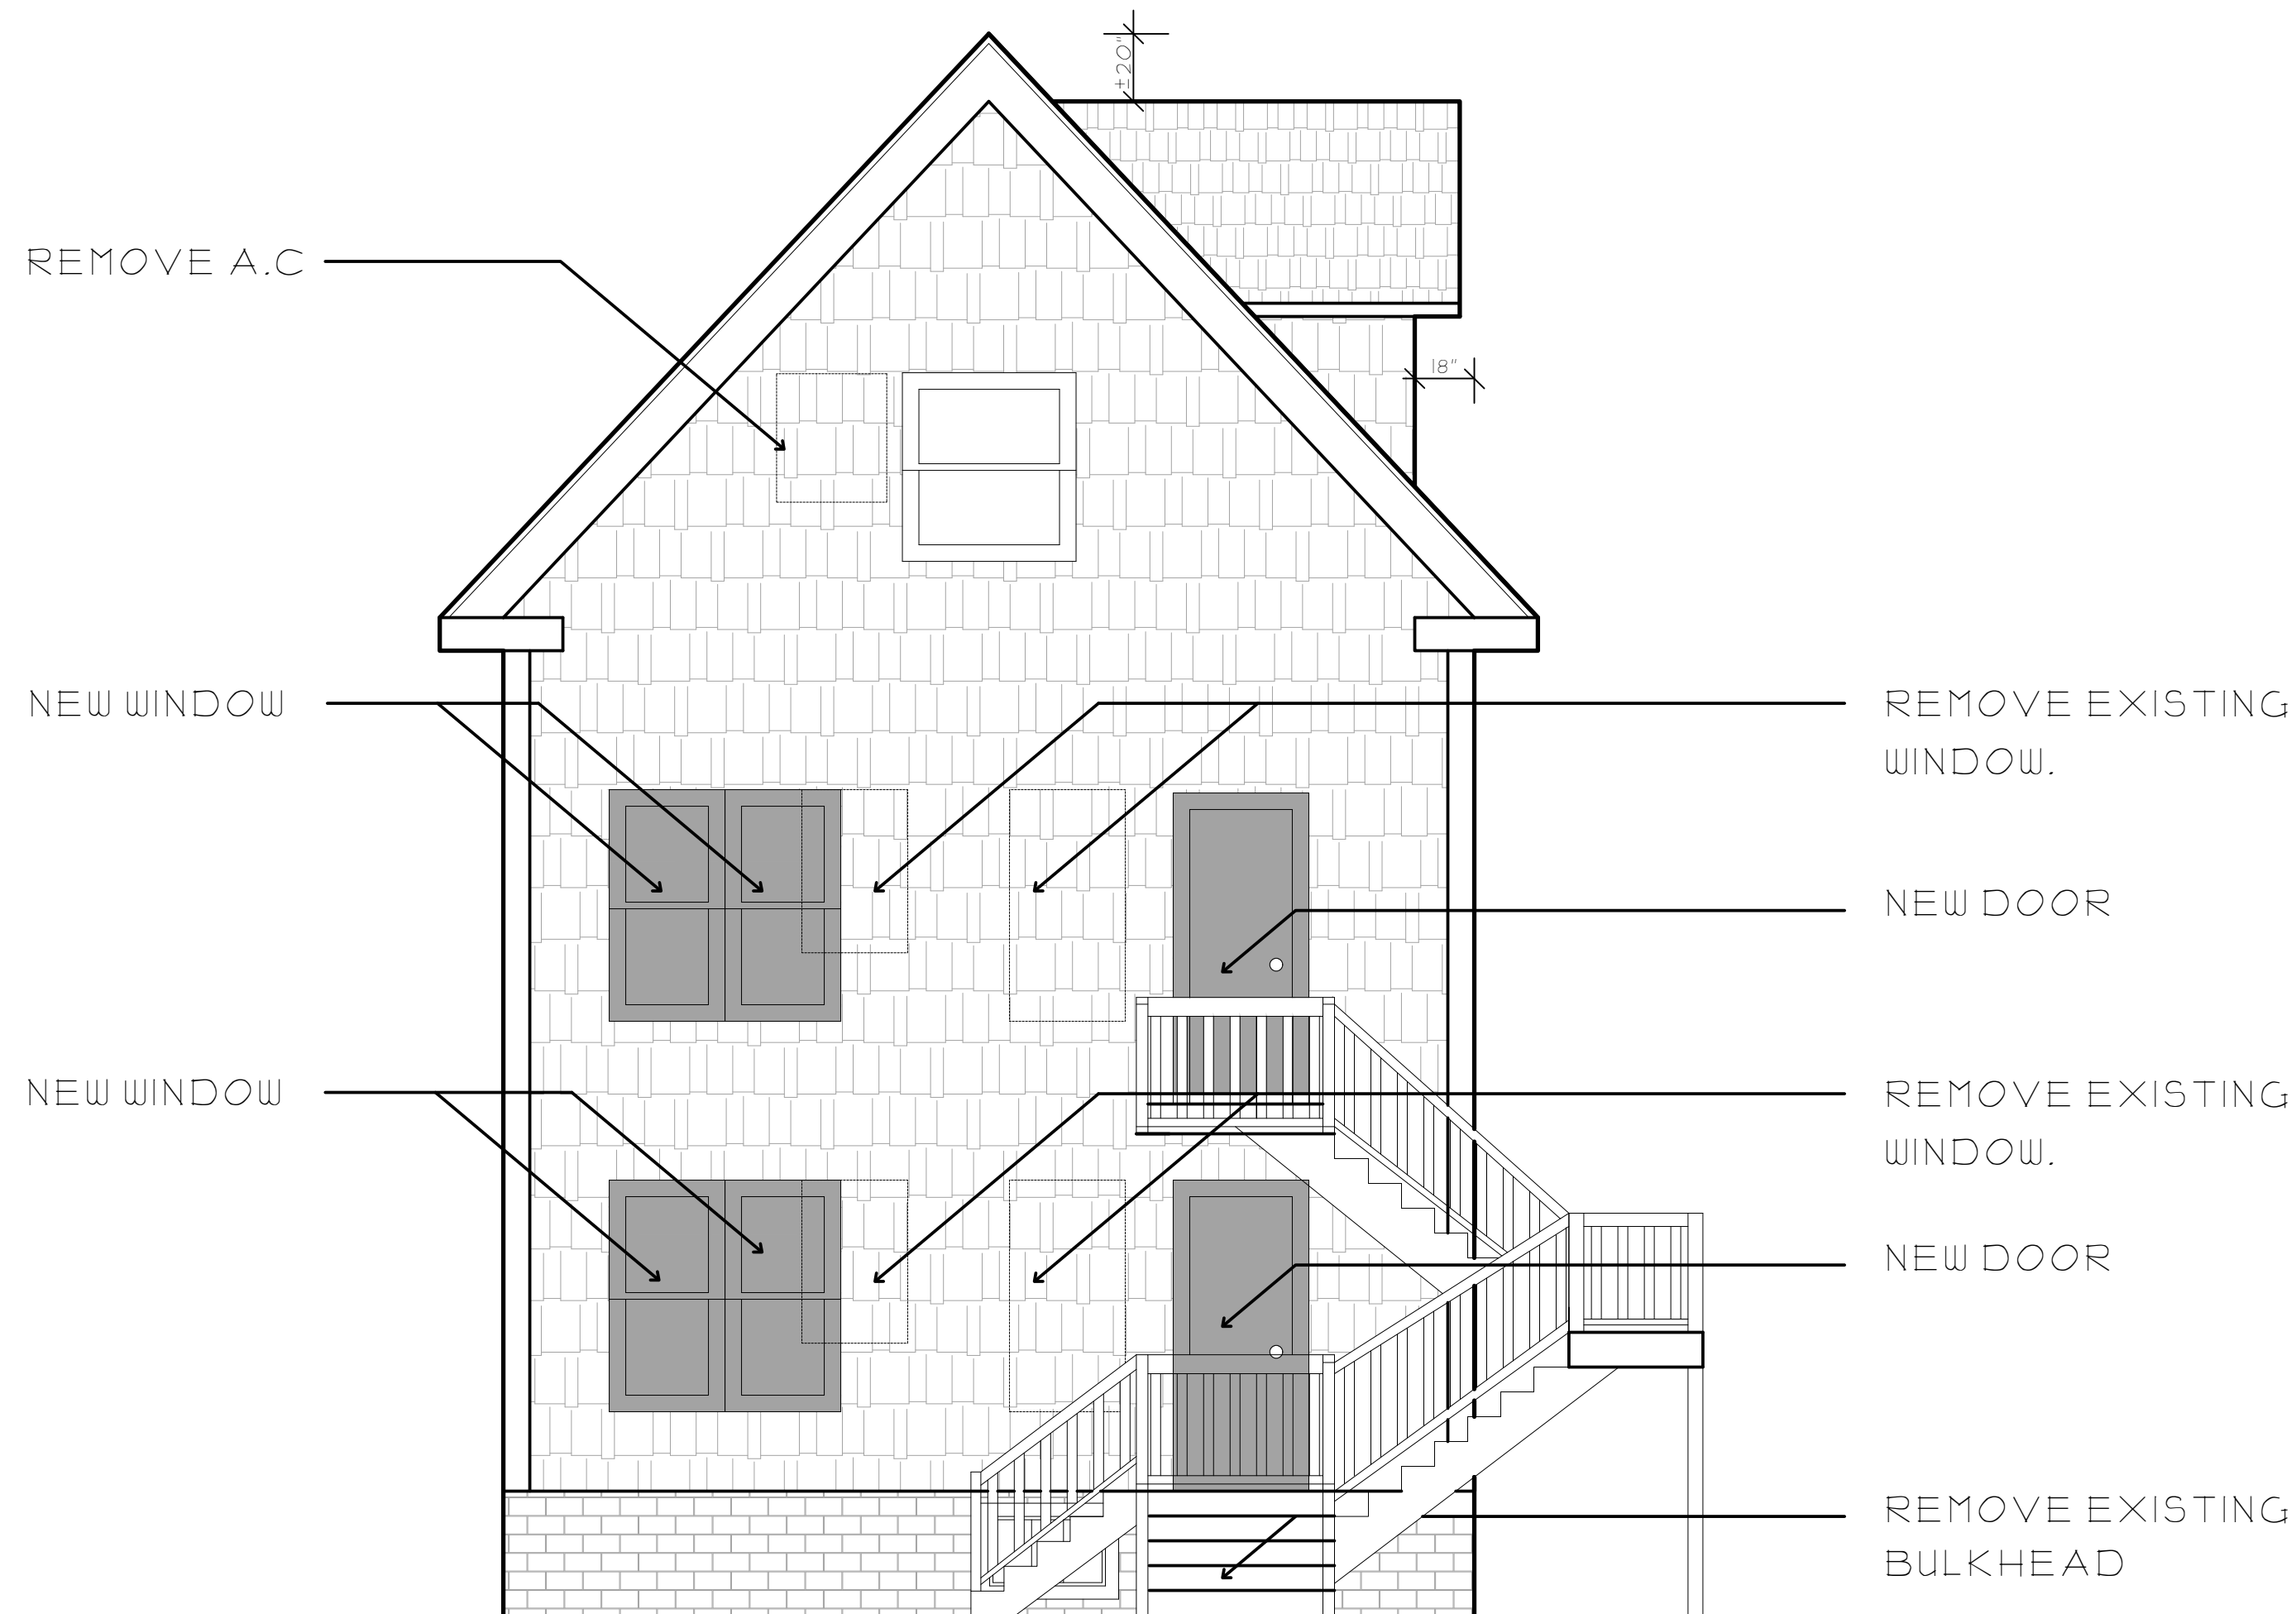 ±20"
REMOVE A.C
18"
NEW WINDOW
REMOVE EXISTING
WINDOW.
NEW DOOR
NEW WINDOW
REMOVE EXISTING
WINDOW.
NEW DOOR
REMOVE EXISTING
BULKHEAD